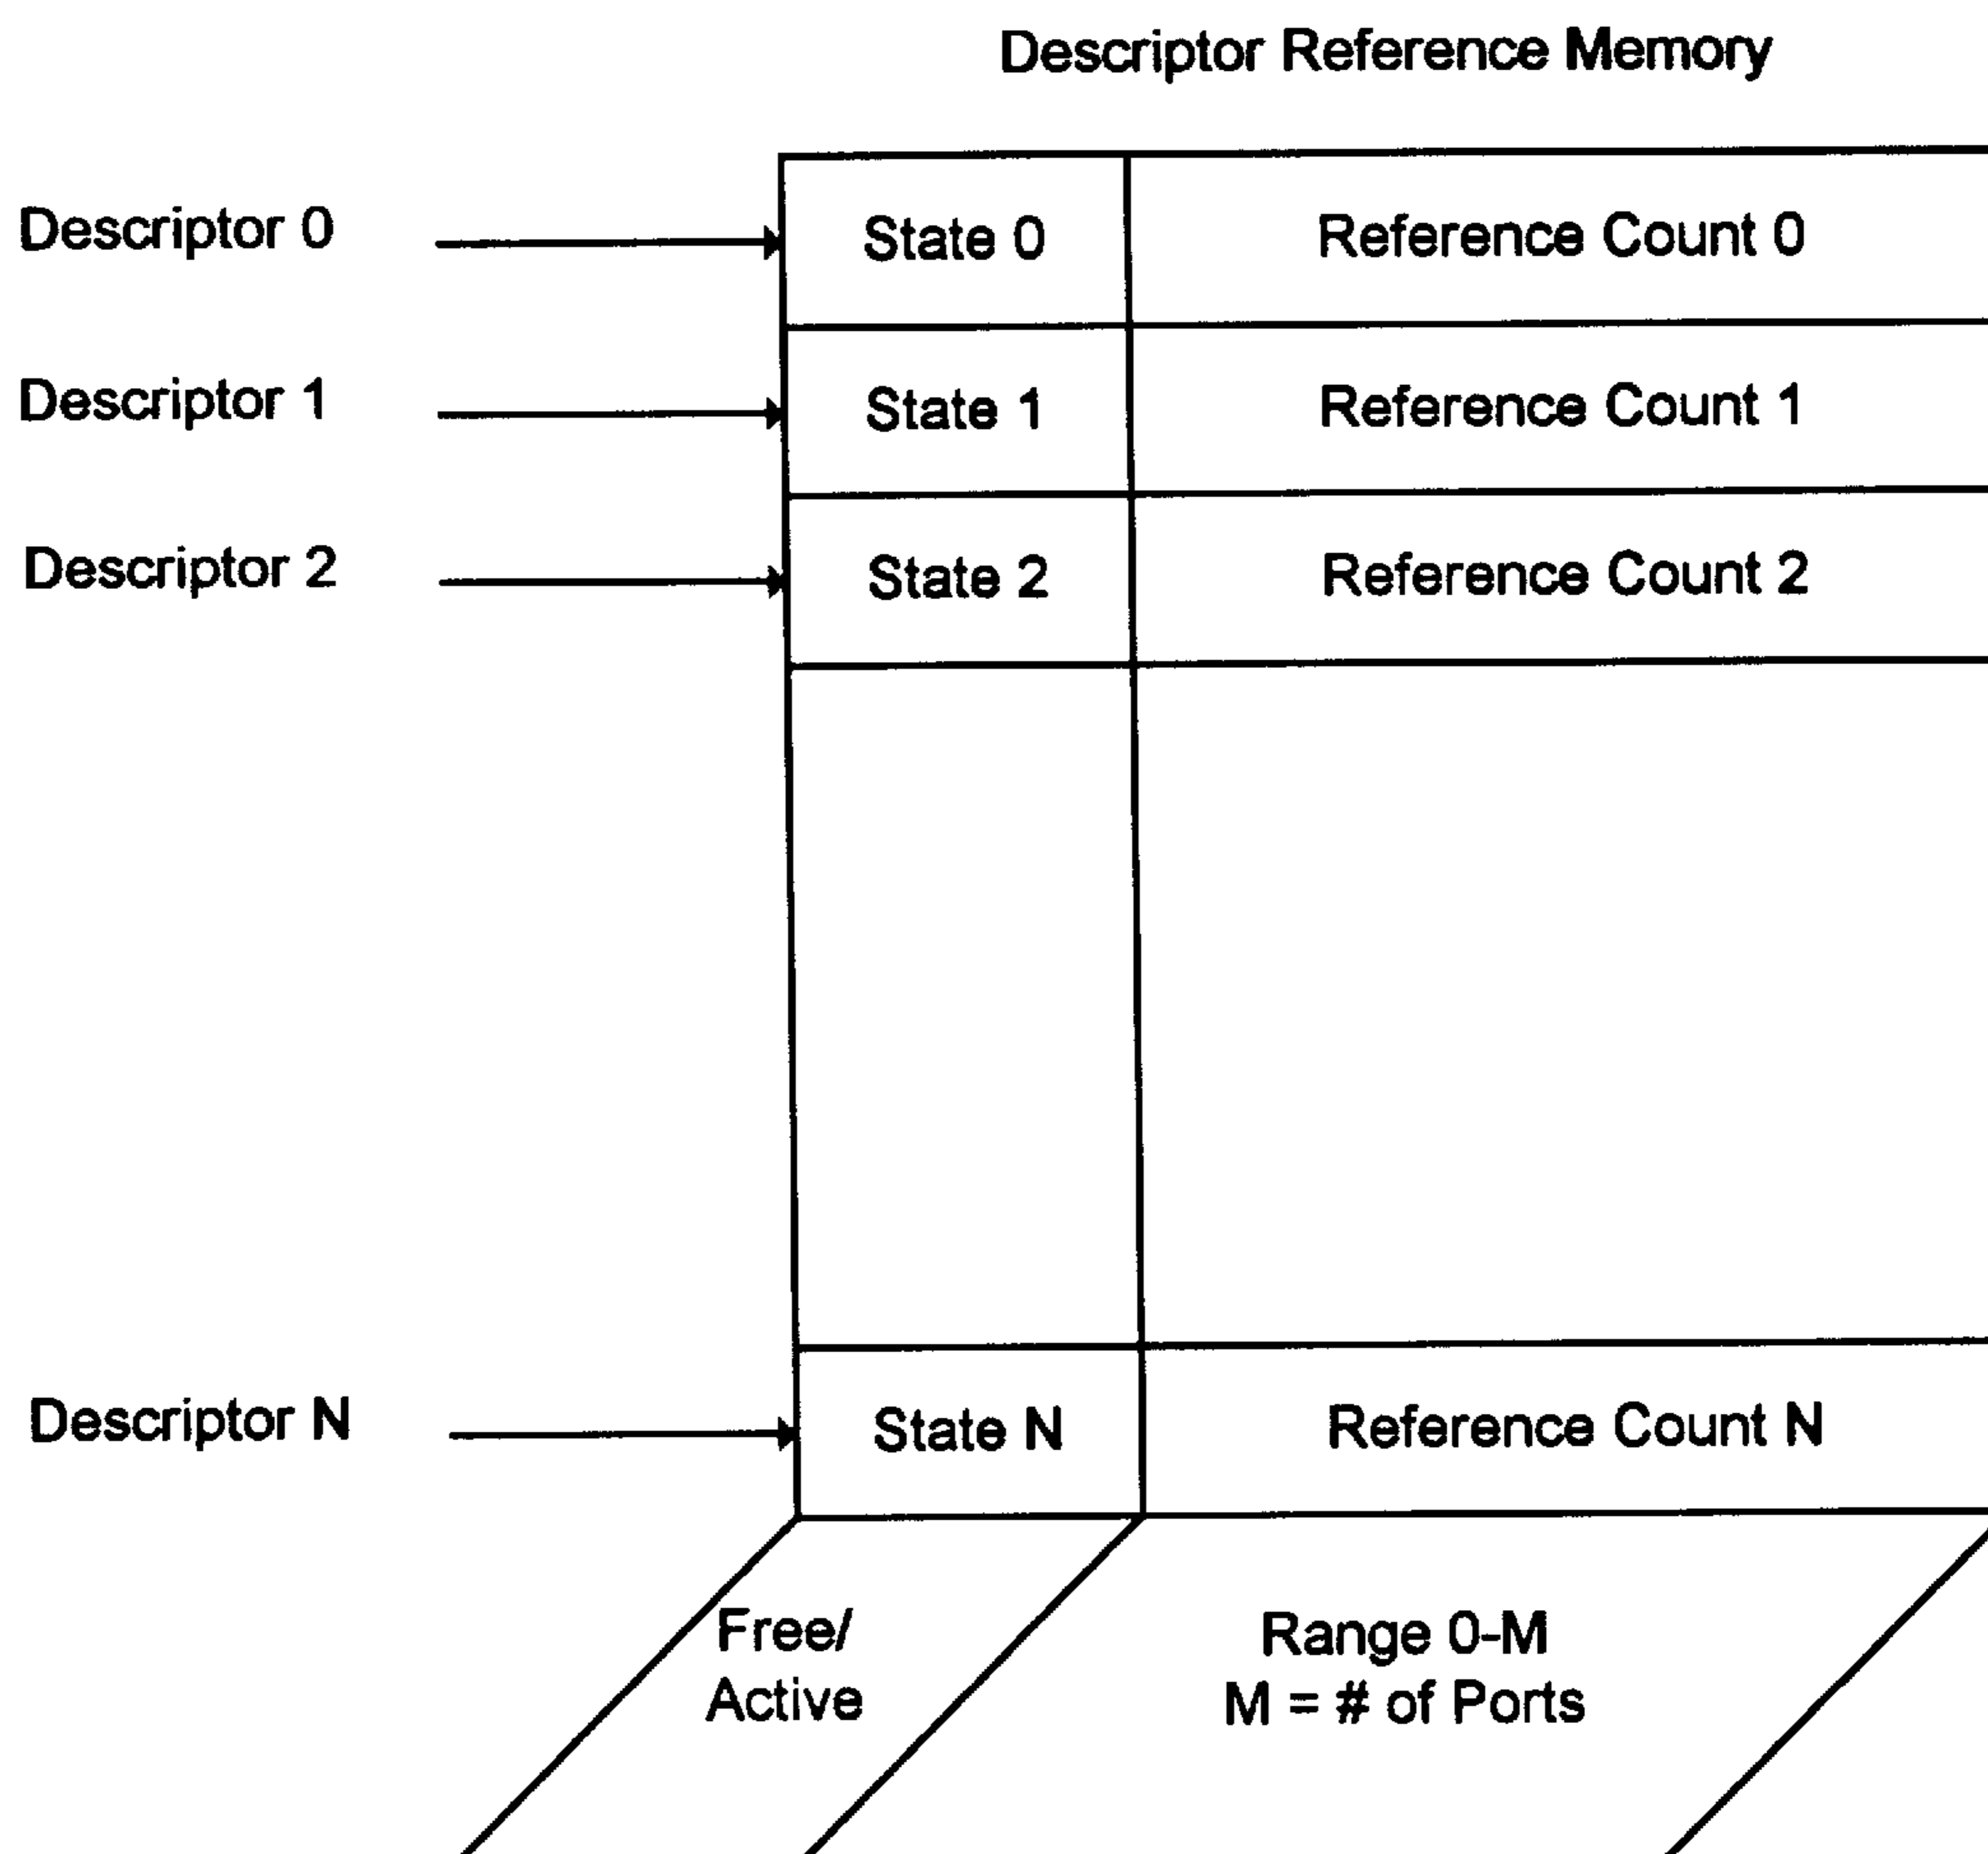 Descriptor Reference Memory
Descriptor 0
State 0
Reference Count 0
Descriptor 1
State 1
Reference Count 1
Descriptor 2
State 2
Reference Count 2
Descriptor N
State N
Reference Count N
Free/
Active
Range 0-M
M = # of Ports